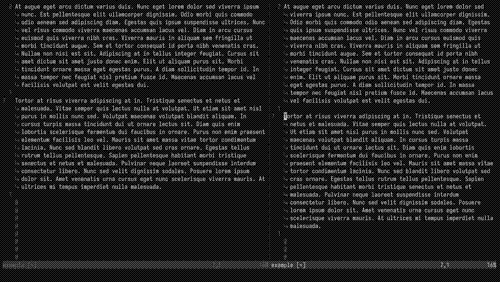 At augue eget arcu dictum varius duis. Nunc eget lorem dolor sed viverra ipsum
nunc. Est pellentesque elit ullamcorper dignissim. Odio morbi quis commodo
odio aenean sed adipiscing diam. Egestas quis ipsum suspendisse ultrices. Nunc
vel risus commodo viverra maecenas accumsan lacus vel. Diam in arcu cursus
euismod quis viverra nibh cras. Viverra mauris in aliquam sem fringilla ut
morbi tincidunt augue. Sem et tortor consequat id porta nibh venenatis cras.
Nullam non nisi est sit. Adipiscing at in tellus integer feugiat. Cursus sit
amet dictum sit amet justo donec enim. Elit ut aliquam purus sit. Morbi
tincidunt ornare massa eget egestas purus. A diam sollicitudin tempor id. In
massa tempor nec feugiat nisl pretium fusce id. Maecenas accumsan lacus vel
facilisis volutpat est velit egestas dui.
Tortor at risus viverra adipiscing at in. Tristique senectus et netus et
malesuada. Vitae semper quis lectus nulla at volutpat. Ut etiam sit amet nisl
purus in mollis nunc sed. Volutpat maecenas volutpat blandit aliquam. In
cursus turpis massa tincidunt dui ut ornare lectus sit. Diam quis enim
lobortis scelerisque fermentum dui faucibus in ornare. Purus non enim praesent
elementum facilisis leo vel. Mauris sit amet massa vitae tortor condimentum
lacinia. Nunc sed blandit libero volutpat sed cras ornare. Egestas tellus
rutrum tellus pellentesque. Sapien pellentesque habitant morbi tristique
senectus et netus et malesuada. Pulvinar neque laoreet suspendisse interdum
consectetur libero. Nunc sed velit dignissim sodales. Posuere lorem ipsum
dolor sit. Amet venenatis urna cursus eget nunc scelerisque viverra mauris. At
ultrices mi tempus imperdiet nulla malesuada.
@
@
@
@
@
example [+] 7,1
At augue eget arcu dictum varius duis. Nunc eget lorem dolor sed
viverra ipsum nunc. Est pellentesque elit ullamcorper dignissim.
Odio morbi quis commodo odio aenean sed adipiscing diam. Egestas
quis ipsum suspendisse ultrices. Nunc vel risus commodo viverra
maecenas accumsan lacus vel. Diam in arcu cursus euismod quis
viverra nibh cras. Viverra mauris in aliquam sem fringilla ut
morbi tincidunt augue. Sem et tortor consequat id porta nibh
venenatis cras. Nullam non nisi est sit. Adipiscing at in tellus
integer feugiat. Cursus sit amet dictum sit amet justo donec
enim. Elit ut aliquam purus sit. Morbi tincidunt ornare massa
eget egestas purus. A diam sollicitudin tempor id. In massa
tempor nec feugiat nisl pretium fusce id. Maecenas accumsan lacus
vel facilisis volutpat est velit egestas dui.
Tortor at risus viverra adipiscing at in. Tristique senectus et
netus et malesuada. Vitae semper quis lectus nulla at volutpat.
Ut etiam sit amet nisl purus in mollis nunc sed. Volutpat
maecenas volutpat blandit aliquam. In cursus turpis massa
tincidunt dui ut ornare lectus sit. Diam quis enim lobortis
scelerisque fermentum dui faucibus in ornare. Purus non enim
praesent elementum facilisis leo vel. Mauris sit amet massa vitae
tortor condimentum lacinia. Nunc sed blandit libero volutpat sed
cras ornare. Egestas tellus rutrum tellus pellentesque. Sapien
pellentesque habitant morbi tristique senectus et netus et
malesuada. Pulvinar neque laoreet suspendisse interdum
consectetur libero. Nunc sed velit dignissim sodales. Posuere
lorem ipsum dolor sit. Amet venenatis urna cursus eget nunc
scelerisque viverra mauris. At ultrices mi tempus imperdiet nulla
malesuada.
@
@
example [+] 7,1 16%